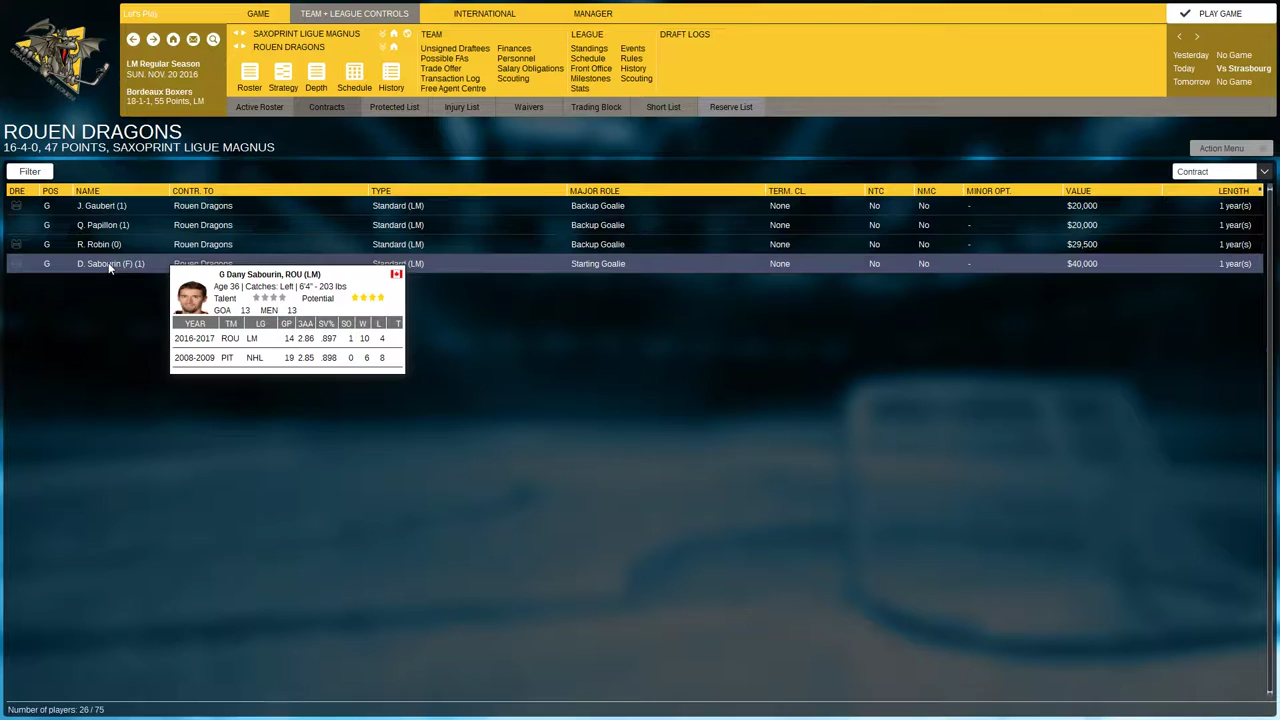 Let's Play
GAME
TEAM + LEAGUE CONTROLS
INTERNATIONAL
MANAGER
PLAY GAME
SAXOPRINT LIGUE MAGNUS
ROUEN DRAGONS
TEAM
Unsigned Draftees Finances
Possible FAs Personnel
Trade Offer Salary Obligations
Transaction Log Scouting
Free Agent Centre
LEAGUE
Standings Events
Schedule Rules
Front Office History
Milestones Scouting
Stats
DRAFT LOGS
LM Regular Season
SUN. NOV. 20 2016
Bordeaux Boxers
18-1-1, 55 Points, LM
Roster Strategy Depth Schedule History
Yesterday No Game
Today Vs Strasbourg
Tomorrow No Game
Active Roster Contracts Protected List Injury List Waivers Trading Block Short List Reserve List
ROUEN DRAGONS
16-4-0, 47 POINTS, SAXOPRINT LIGUE MAGNUS
Action Menu
Filter
Contract
DRE POS NAME CONTR. TO TYPE MAJOR ROLE TERM. CL. NTC NMC MINOR OPT. VALUE LENGTH
G J. Gaubert (1) Rouen Dragons Standard (LM) Backup Goalie None No No - $20,000 1 year(s)
G Q. Papillon (1) Rouen Dragons Standard (LM) Backup Goalie None No No - $20,000 1 year(s)
G R. Robin (0) Rouen Dragons Standard (LM) Backup Goalie None No No - $29,500 1 year(s)
G D. Sabourin (F) (1) Rouen Dragons Standard (LM) Starting Goalie None No No - $40,000 1 year(s)
G Dany Sabourin, ROU (LM)
Age 36 | Catches: Left | 6'4" - 203 lbs
Talent Potential
GOA 13 MEN 13
YEAR TM LG GP 3AA SV% SO W L T
2016-2017 ROU LM 14 2.86 .897 1 10 4
2008-2009 PIT NHL 19 2.85 .898 0 6 8
Number of players: 26 / 75